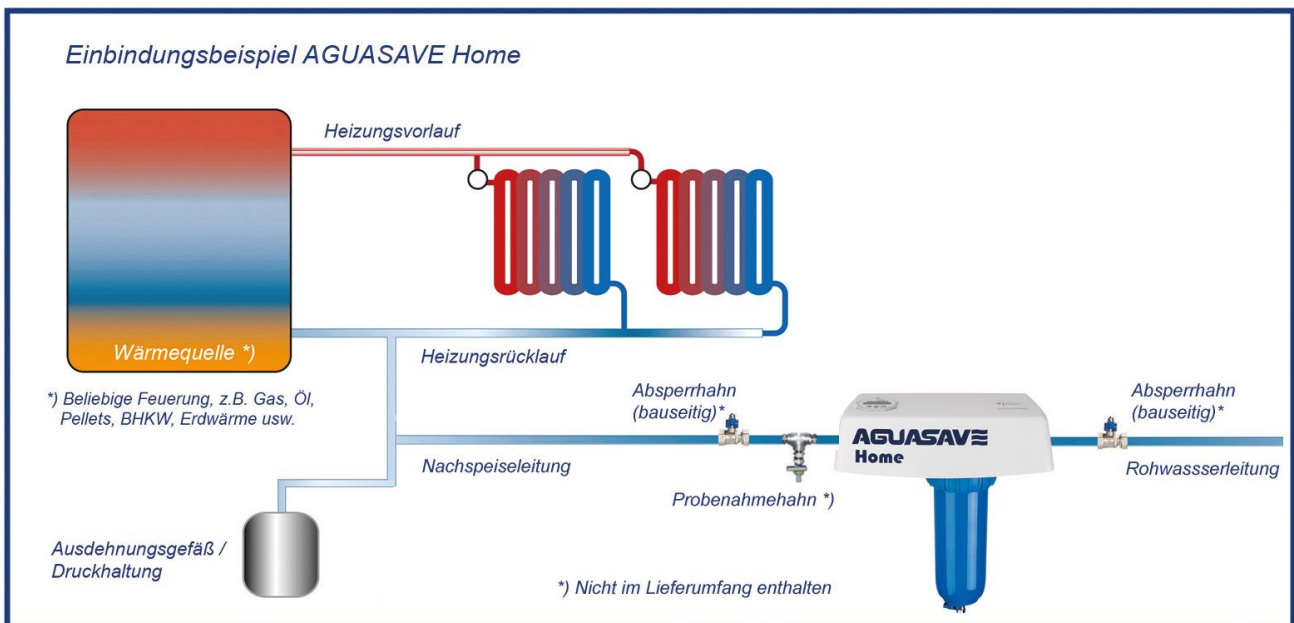 Einbindungsbeispiel AGUASAVE Home
Heizungsvorlauf
Wärmequelle *)
Heizungsrücklauf
*) Beliebige Feuerung, z.B. Gas, Öl,
Pellets, BHKW, Erdwärme usw.
Absperrhahn
(bauseitig)*
Absperrhahn
(bauseitig)*
AGUASAVE
Home
Nachspeiseleitung
Rohwassserleitung
Probenahmehahn *)
Ausdehnungsgefäß /
Druckhaltung
*) Nicht im Lieferumfang enthalten